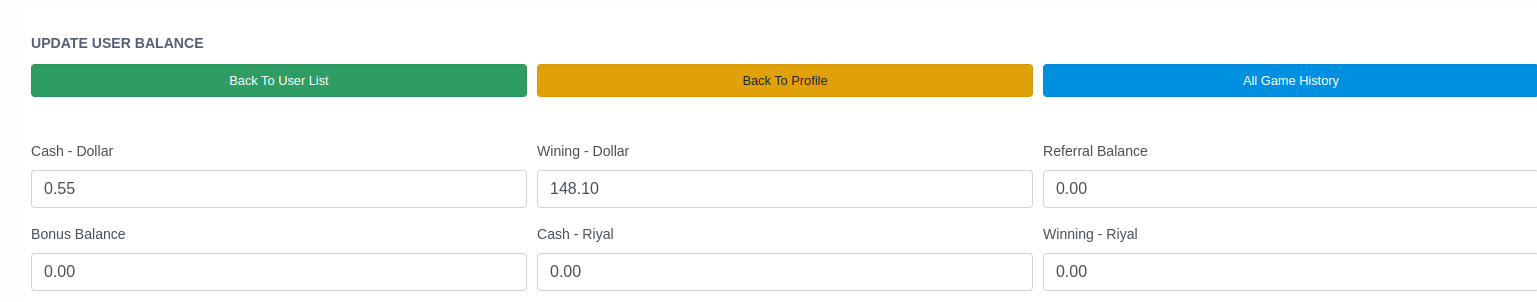 UPDATE USER BALANCE
Back To User List
Back To Profile
All Game History
Cash - Dollar
Wining - Dollar
Referral Balance
0.55
148.10
0.00
Bonus Balance
Cash - Riyal
Winning - Riyal
0.00
0.00
0.00